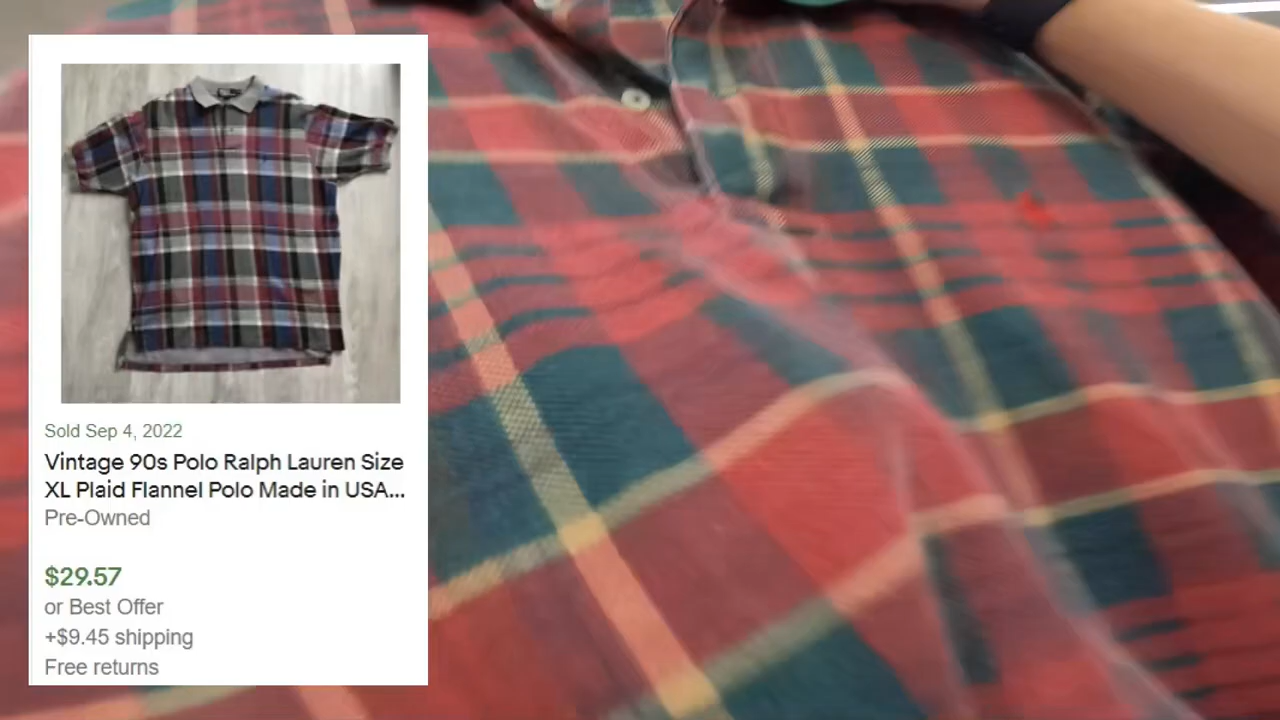 Sold Sep 4, 2022
Vintage 90s Polo Ralph Lauren Size
XL Plaid Flannel Polo Made in USA...
Pre-Owned
$29.57
or Best Offer
+$9.45 shipping
Free returns